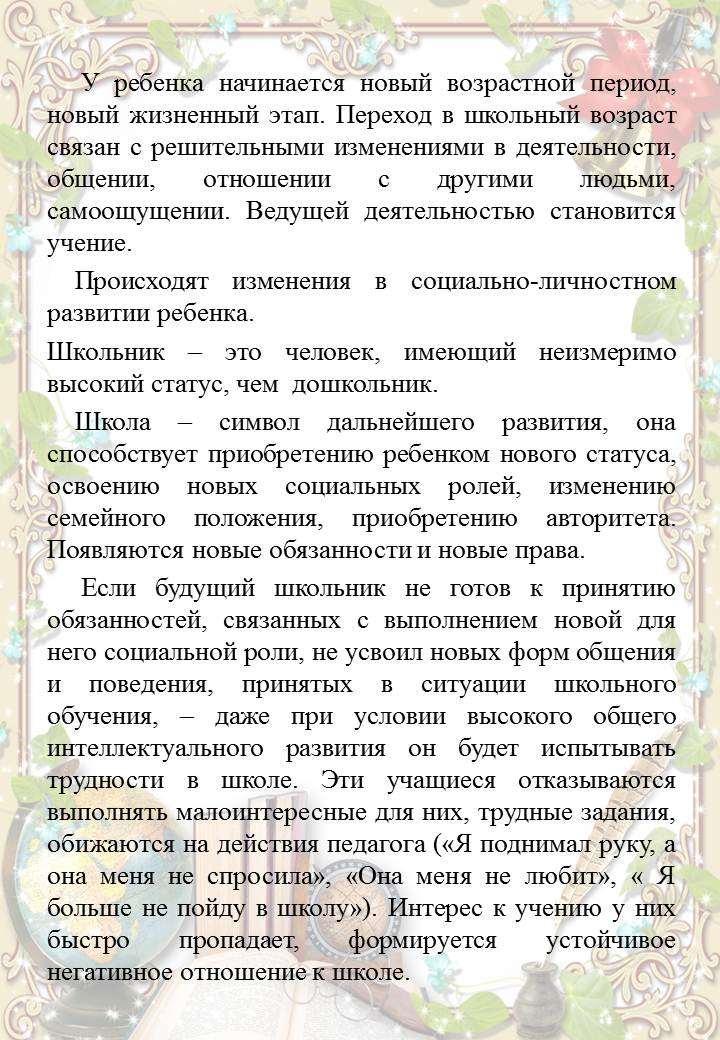 У ребенка начинается новый возрастной период,
новый жизненный этап. Переход в школьный возраст
связан с решительными изменениями в деятельности,
общении, отношении с другими людьми,
самоощущении. Ведущей деятельностью становится
учение.
Происходят изменения в социально-личностном
развитии ребенка.
Школьник – это человек, имеющий неизмеримо
высокий статус, чем дошкольник.
Школа – символ дальнейшего развития, она
способствует приобретению ребенком нового статуса,
освоению новых социальных ролей, изменению
семейного положения, приобретению авторитета.
Появляются новые обязанности и новые права.
Если будущий школьник не готов к принятию
обязанностей, связанных с выполнением новой для
него социальной роли, не усвоил новых форм общения
и поведения, принятых в ситуации школьного
обучения, – даже при условии высокого общего
интеллектуального развития он будет испытывать
трудности в школе. Эти учащиеся отказываются
выполнять малоинтересные для них, трудные задания,
обижаются на действия педагога («Я поднимал руку, а
она меня не спросила», «Она меня не любит», « Я
больше не пойду в школу»). Интерес к учению у них
быстро пропадает, формируется устойчивое
негативное отношение к школе.